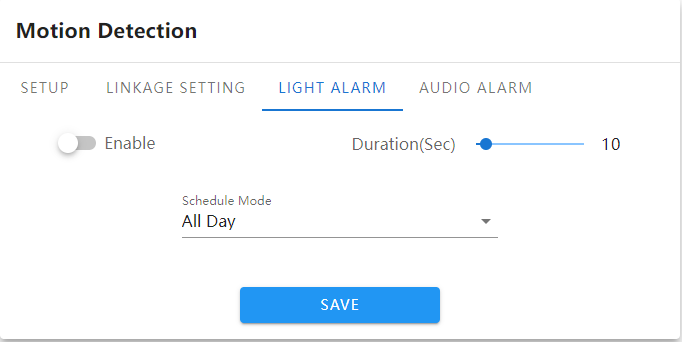 Motion Detection
SETUP LINKAGE SETTING LIGHT ALARM AUDIO ALARM
Enable Duration(Sec) 10
Schedule Mode
All Day
SAVE